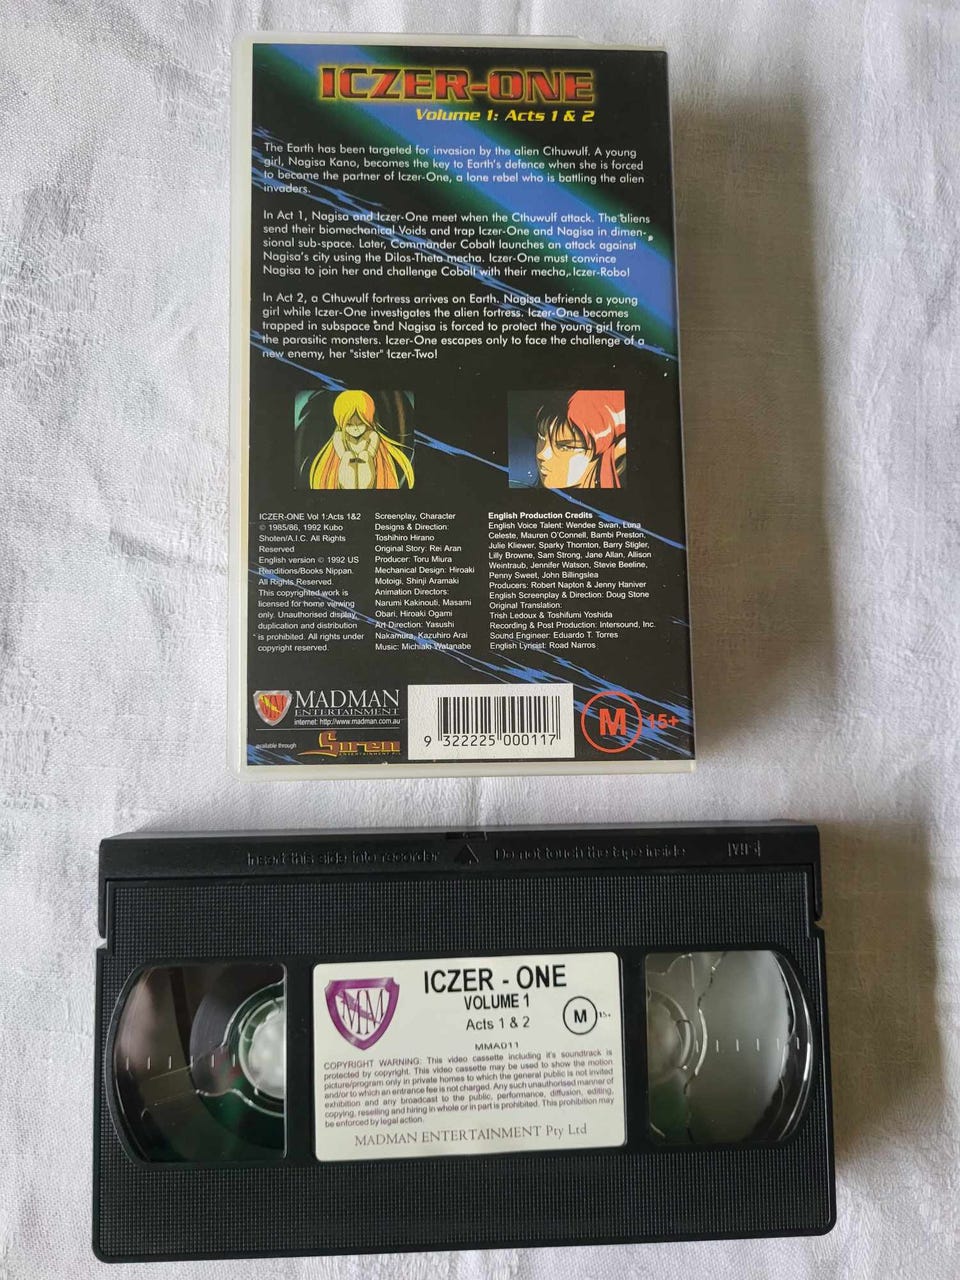 ICZER-ONE
Volume 1: Acts 1 & 2
The Earth has been targeted for invasion by the alien Cthuwulf. A young
girl, Nagisa Kano, becomes the key to Earth's defence when she is forced
to become the partner of Iczer-One, a lone rebel who is battling the alien
invaders.
In Act 1, Nagisa and Iczer-One meet when the Cthuwulf attack. The aliens
send their biomechanical Voids and trap Iczer-One and Nagisa in dimen-
sional sub-space. Later, Commander Cobalt launches an attack against
Nagisa's city using the Dilos-Theta mecha. Iczer-One must convince
Nagisa to join her and challenge Cobalt with their mecha, Iczer-Robo!
In Act 2, a Cthuwulf fortress arrives on Earth. Nagisa befriends a young
girl while Iczer-One investigates the alien fortress. Iczer-One becomes
trapped in subspace and Nagisa is forced to protect the young girl from
the parasitic monsters. Iczer-One escapes only to face the challenge of a
new enemy, her "sister" Iczer-Two!
ICZER-ONE Vol 1:Acts 1&2
© 1985/86, 1992 Kubo
Shoten/A.I.C. All Rights
Reserved
English version © 1992 US
Renditions/Books Nippan.
All Rights Reserved.
This copyrighted work is
licensed for home viewing
only. Unauthorised display,
duplication and distribution
is prohibited. All rights under
copyright reserved.
Screenplay, Character
Designs & Direction:
Toshihiro Hirano
Original Story: Rei Aran
Producer: Toru Miura
Mechanical Design: Hiroaki
Motoigi, Shinji Aramaki
Animation Directors:
Narumi Kakinouti, Masami
Obari, Hiroaki Ogami
Art Direction: Yasushi
Nakamura, Kazuhiro Arai
Music: Michiaki Watanabe
English Production Credits
English Voice Talent: Wendee Swan, Luna
Celeste, Mauren O'Connell, Bambi Preston,
Julie Kliewer, Sparky Thornton, Barry Stigler,
Lilly Browne, Sam Strong, Jane Allan, Allison
Weintraub, Jennifer Watson, Stevie Beeline,
Penny Sweet, John Billingslea
Producers: Robert Napton & Jenny Haniver
English Screenplay & Direction: Doug Stone
Original Translation:
Trish Ledoux & Toshifumi Yoshida
Recording & Post Production: Intersound, Inc.
Sound Engineer: Eduardo T. Torres
English Lyricist: Road Narros
MM
MADMAN
ENTERTAINMENT
internet: http://www.madman.com.au
available through
Siren
ENTERTAINMENT P/L
9 322225 000117
M 15+
Insert this side into recorder Do not touch the tape inside VHS
MM
ICZER - ONE
VOLUME 1
Acts 1 & 2
M 15+
MMA011
COPYRIGHT WARNING: This video cassette including it's soundtrack is
protected by copyright. This video cassette may be used to show the motion
picture/program only in private homes to which the general public is not invited
and/or to which an entrance fee is not charged. Any such unauthorised manner of
exhibition and any broadcast to the public, performance, diffusion, editing,
copying, reselling and hiring in whole or in part is prohibited. This prohibition may
be enforced by legal action.
MADMAN ENTERTAINMENT Pty Ltd